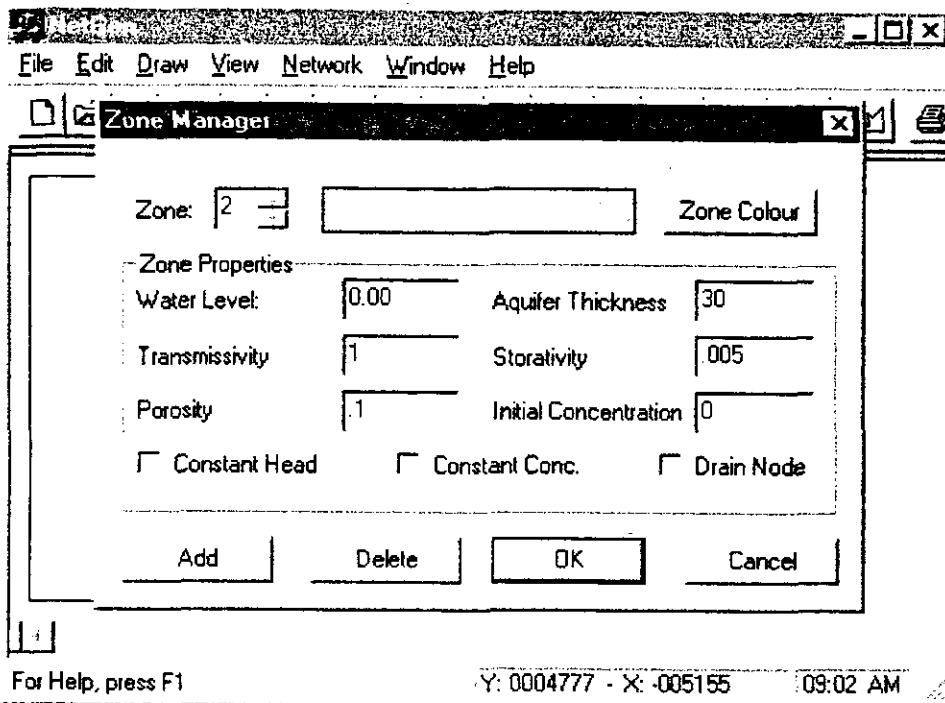 File Edit Draw View Network Window Help
Zone Manager
Zone: 2 Zone Colour
Zone Properties
Water Level: 0.00 Aquifer Thickness 30
Transmissivity 1 Storativity .005
Porosity .1 Initial Concentration 0
Constant Head Constant Conc. Drain Node
Add Delete OK Cancel
For Help, press F1 Y: 0004777 - X: -005155 09:02 AM